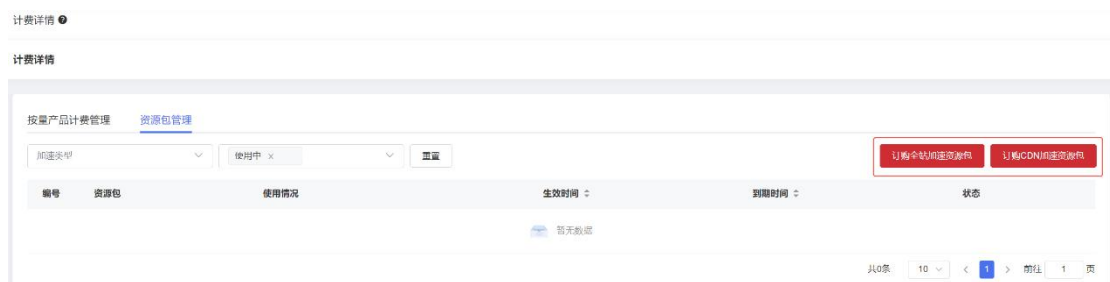 计费详情
计费详情
按量产品计费管理 资源包管理
加速类型 使用中 x 重置 订购全站加速资源包 订购CDN加速资源包
编号 资源包 使用情况 生效时间 到期时间 状态
暂无数据
共0条 10 < 1 > 前往 1 页